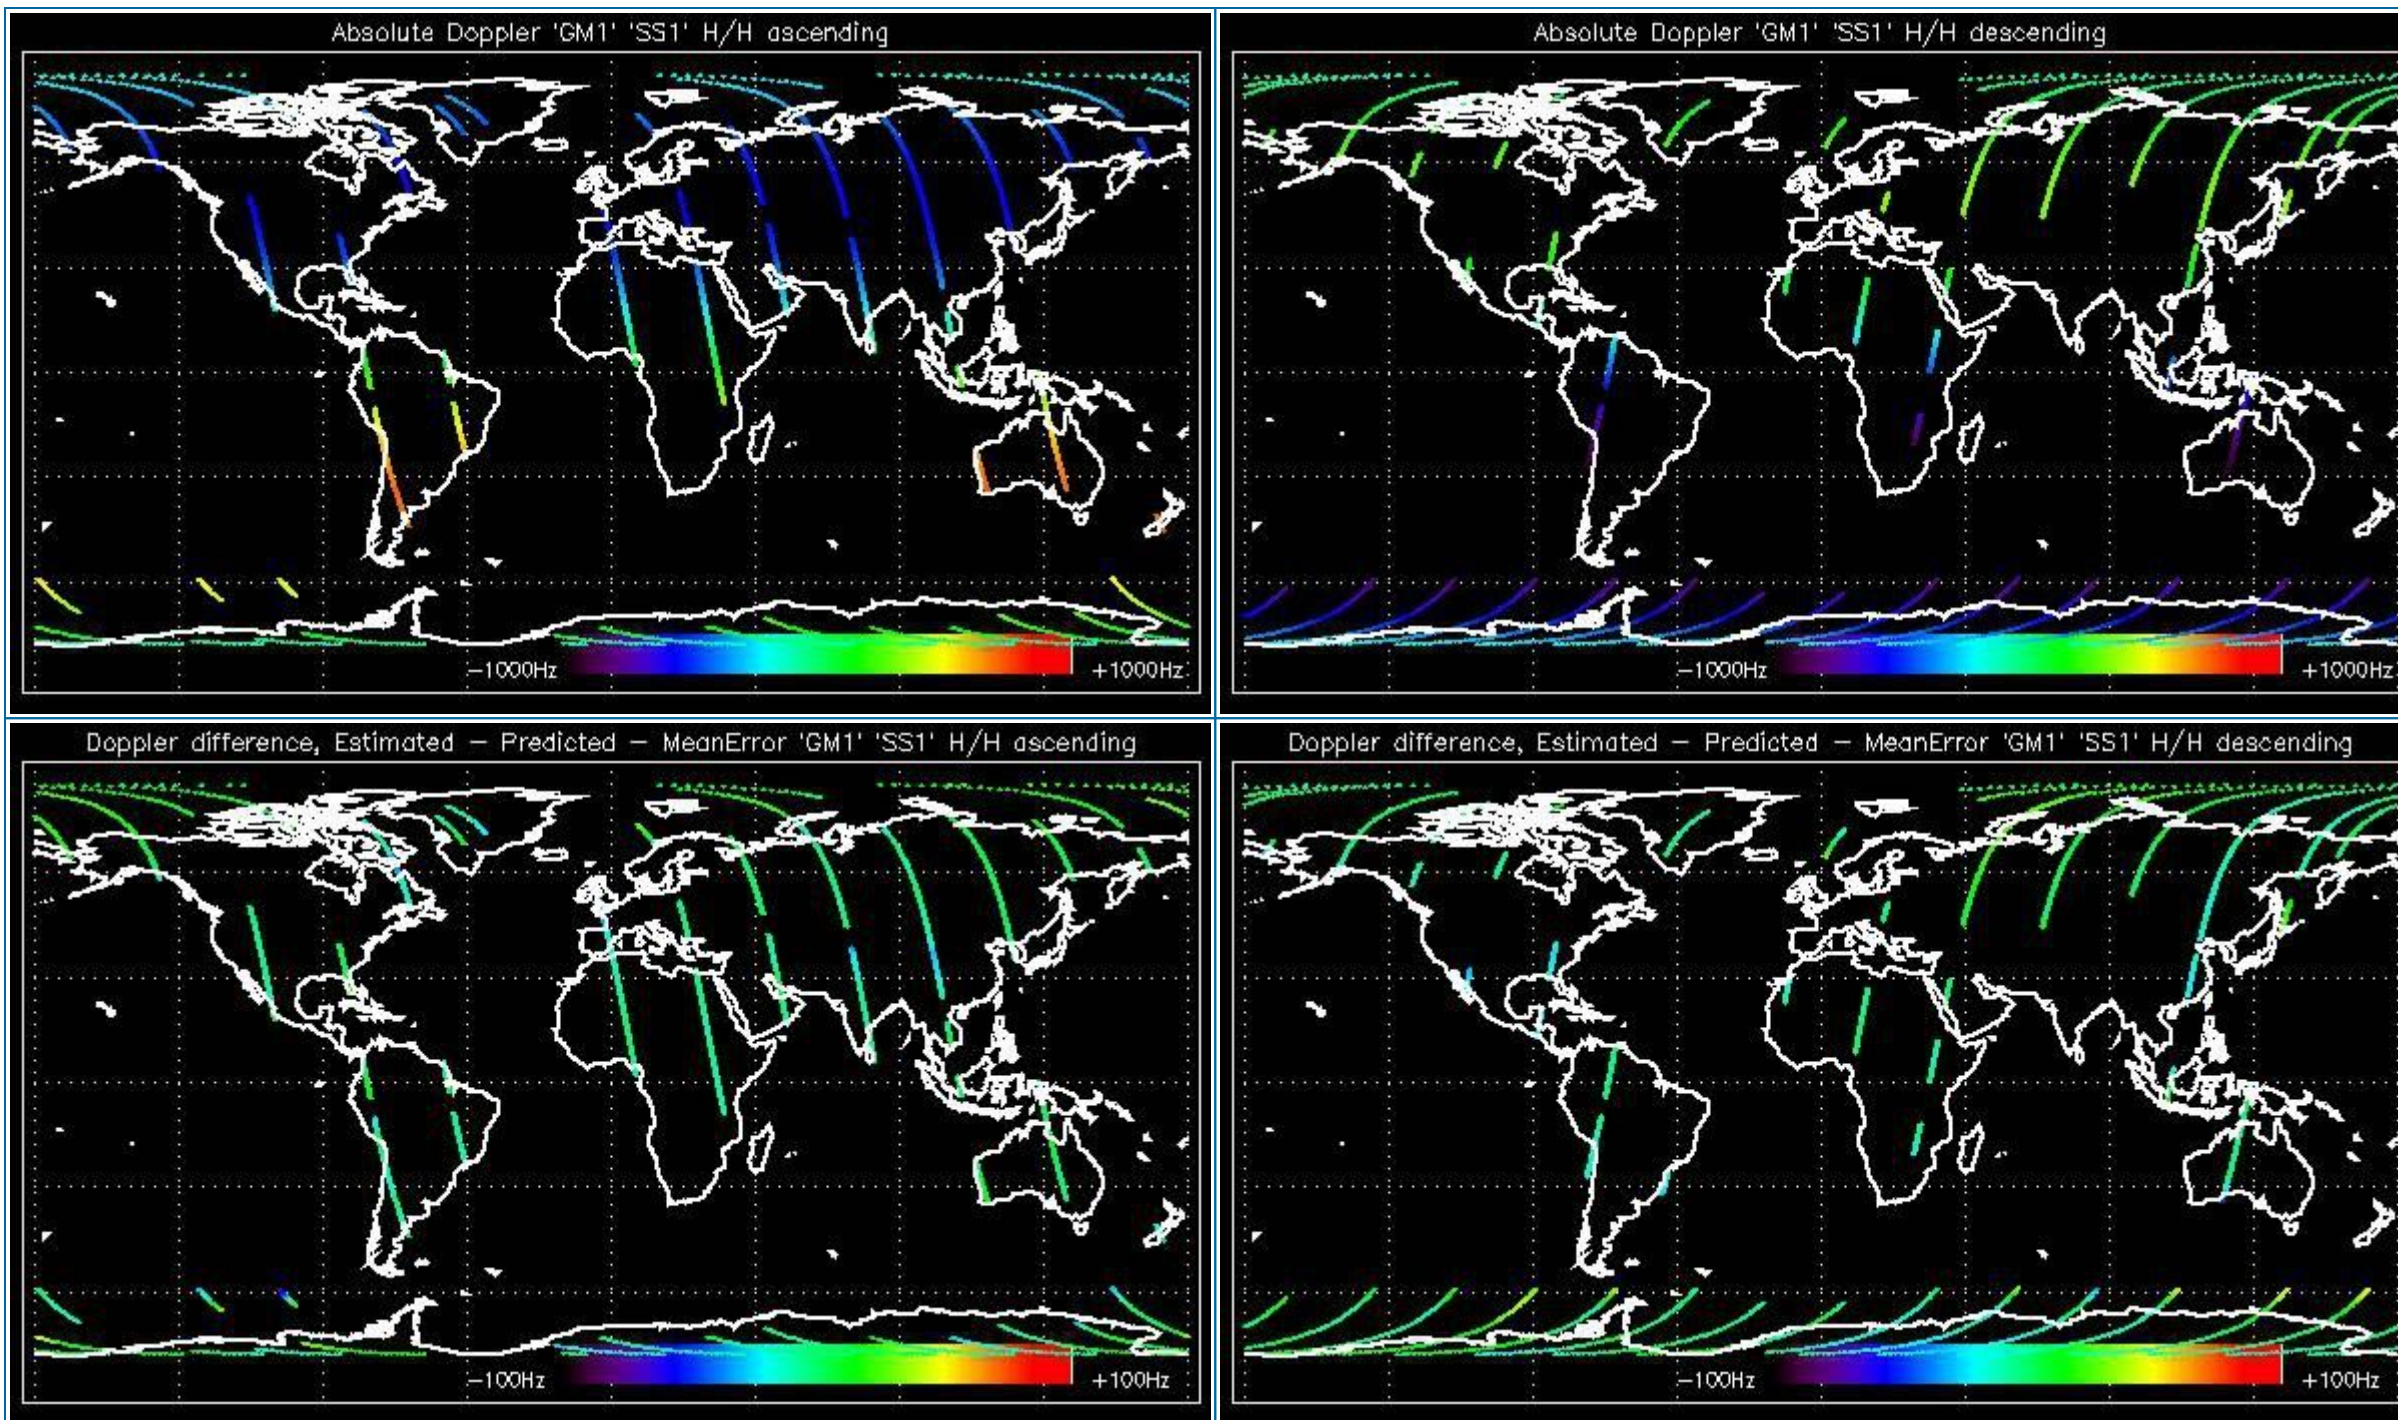 Absolute Doppler 'GM1' 'SS1' H/H ascending
-1000Hz
+1000Hz
Absolute Doppler 'GM1' 'SS1' H/H descending
-1000Hz
+1000Hz
Doppler difference, Estimated - Predicted - MeanError 'GM1' 'SS1' H/H ascending
-100Hz
+100Hz
Doppler difference, Estimated - Predicted - MeanError 'GM1' 'SS1' H/H descending
-100Hz
+100Hz